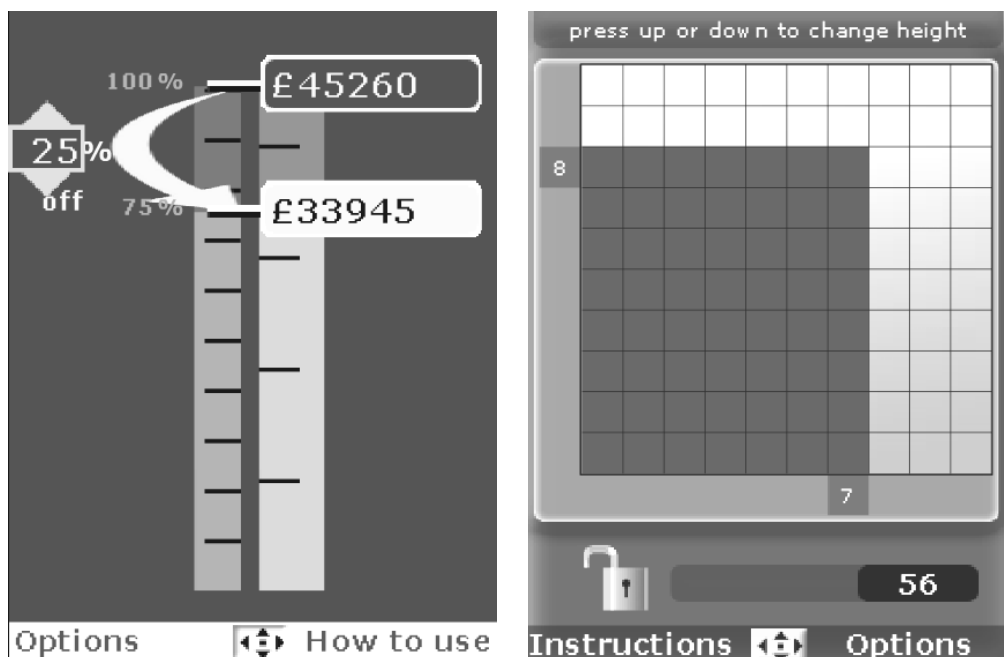 100%
£45260
25%
off
75%
£33945
Options
How to use
press up or down to change height
8
7
56
Instructions
Options